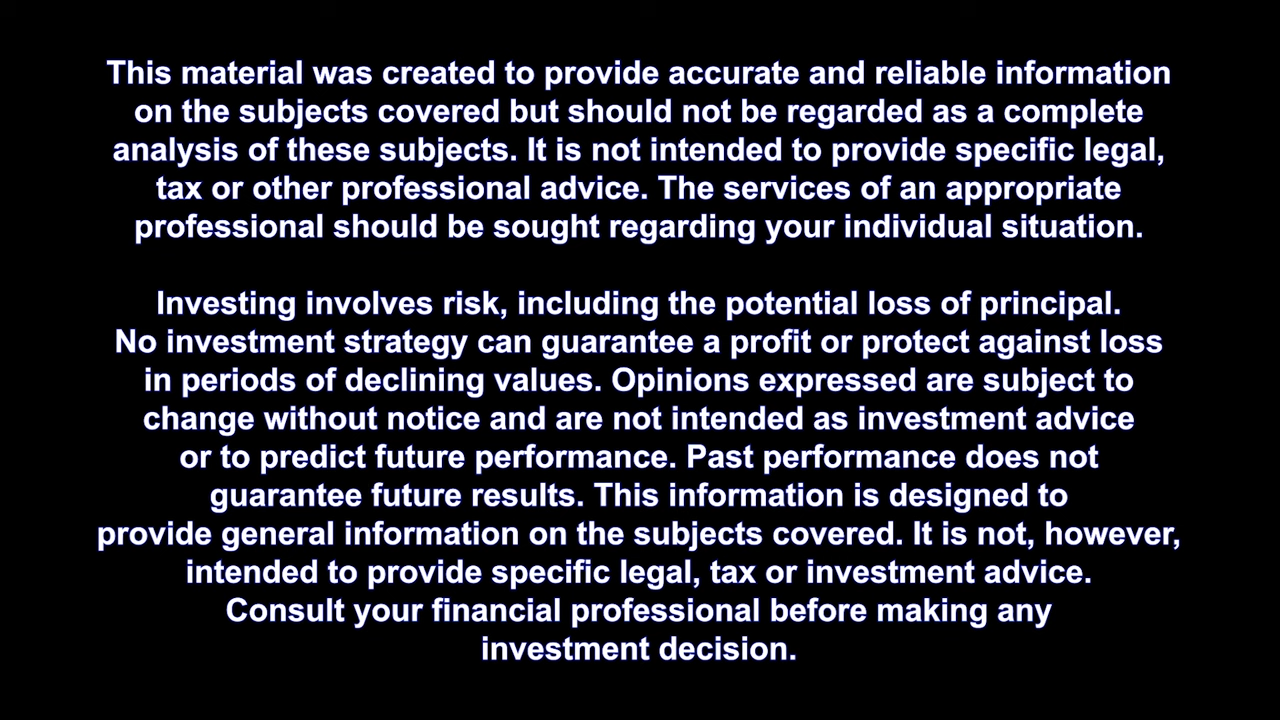 This material was created to provide accurate and reliable information
on the subjects covered but should not be regarded as a complete
analysis of these subjects. It is not intended to provide specific legal,
tax or other professional advice. The services of an appropriate
professional should be sought regarding your individual situation.
Investing involves risk, including the potential loss of principal.
No investment strategy can guarantee a profit or protect against loss
in periods of declining values. Opinions expressed are subject to
change without notice and are not intended as investment advice
or to predict future performance. Past performance does not
guarantee future results. This information is designed to
provide general information on the subjects covered. It is not, however,
intended to provide specific legal, tax or investment advice.
Consult your financial professional before making any
investment decision.